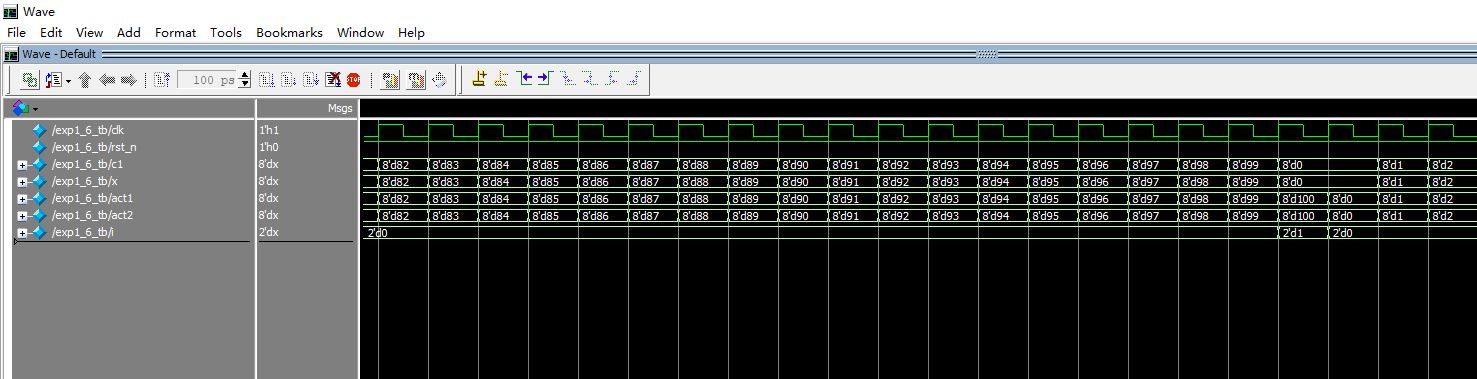 Wave
File Edit View Add Format Tools Bookmarks Window Help
Wave - Default
100 ps STOP
Msgs
/exp1_6_tb/clk 1'h1
/exp1_6_tb/rst_n 1'h0
/exp1_6_tb/c1 8'dx 8'd82 8'd83 8'd84 8'd85 8'd86 8'd87 8'd88 8'd89 8'd90 8'd91 8'd92 8'd93 8'd94 8'd95 8'd96 8'd97 8'd98 8'd99 8'd0 8'd1 8'd2
/exp1_6_tb/x 8'dx 8'd82 8'd83 8'd84 8'd85 8'd86 8'd87 8'd88 8'd89 8'd90 8'd91 8'd92 8'd93 8'd94 8'd95 8'd96 8'd97 8'd98 8'd99 8'd0 8'd1 8'd2
/exp1_6_tb/act1 8'dx 8'd82 8'd83 8'd84 8'd85 8'd86 8'd87 8'd88 8'd89 8'd90 8'd91 8'd92 8'd93 8'd94 8'd95 8'd96 8'd97 8'd98 8'd99 8'd100 8'd0 8'd1 8'd2
/exp1_6_tb/act2 8'dx 8'd82 8'd83 8'd84 8'd85 8'd86 8'd87 8'd88 8'd89 8'd90 8'd91 8'd92 8'd93 8'd94 8'd95 8'd96 8'd97 8'd98 8'd99 8'd100 8'd0 8'd1 8'd2
/exp1_6_tb/i 2'dx 2'd0 2'd1 2'd0